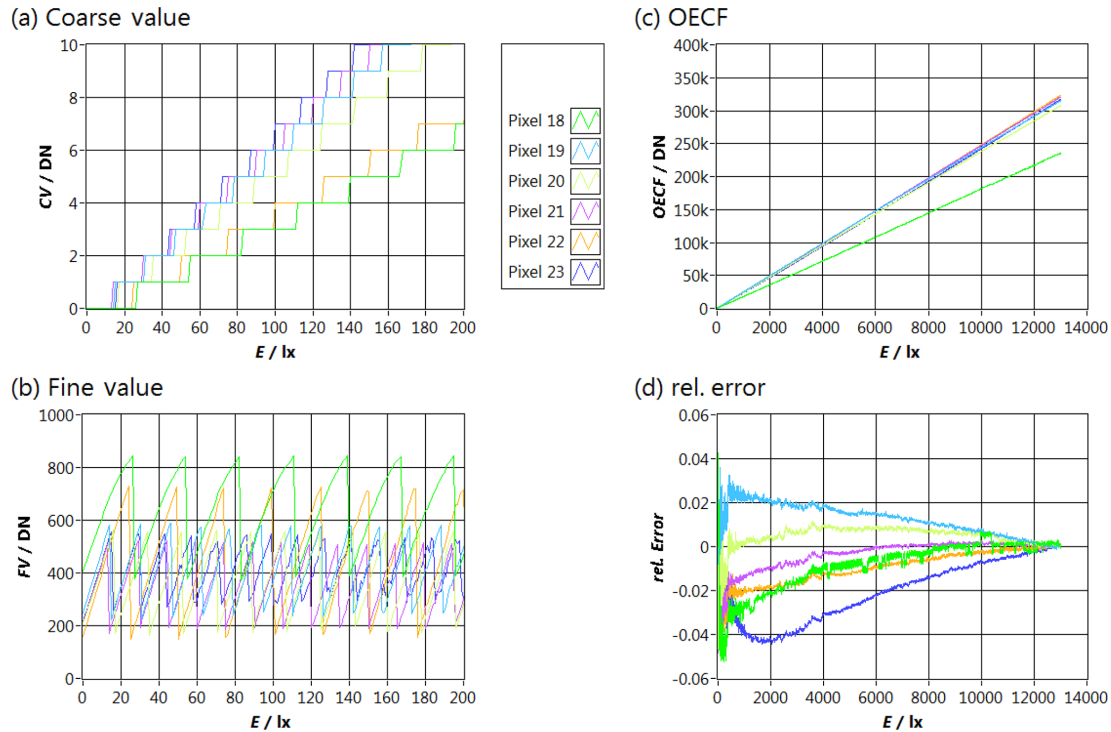 (a) Coarse value
10
8
6
4
2
0
CV / DN
0 20 40 60 80 100 120 140 160 180 200
E / lx
Pixel 18
Pixel 19
Pixel 20
Pixel 21
Pixel 22
Pixel 23
(c) OECF
400k
350k
300k
250k
200k
150k
100k
50k
0
OECF / DN
0 2000 4000 6000 8000 10000 12000 14000
E / lx
(b) Fine value
1000
800
600
400
200
0
FV / DN
0 20 40 60 80 100 120 140 160 180 200
E / lx
(d) rel. error
0.06
0.04
0.02
0
-0.02
-0.04
-0.06
rel. Error
0 2000 4000 6000 8000 10000 12000 14000
E / lx